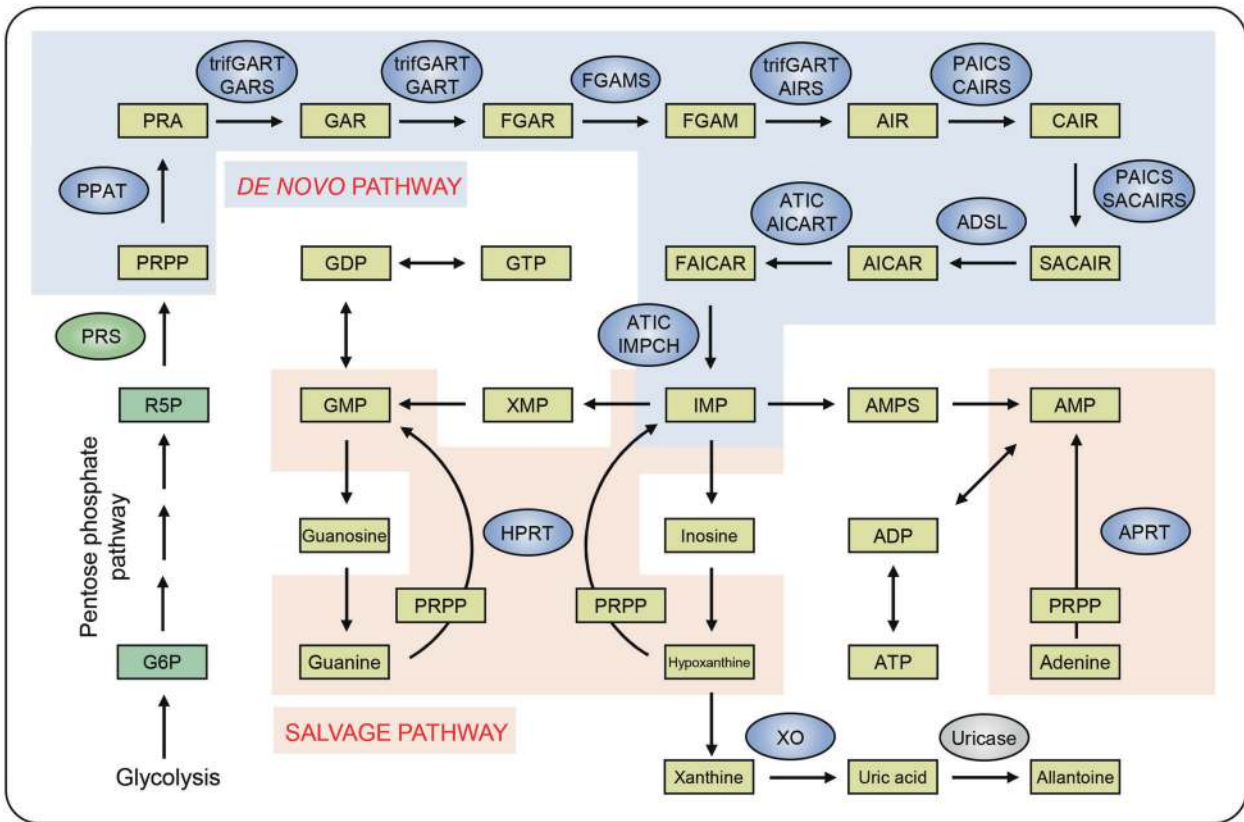 trifGART
GARS
trifGART
GART
FGAMS
trifGART
AIRS
PAICS
CAIRS
PRA
GAR
FGAR
FGAM
AIR
CAIR
PPAT
DE NOVO PATHWAY
ATIC
AICART
ADSL
PAICS
SACAIRS
PRPP
GDP
GTP
FAICAR
AICAR
SACAIR
PRS
ATIC
IMPCH
R5P
GMP
XMP
IMP
AMPS
AMP
Pentose phosphate
pathway
Guanosine
HPRT
Inosine
ADP
APRT
PRPP
PRPP
PRPP
G6P
Guanine
Hypoxanthine
ATP
Adenine
SALVAGE PATHWAY
XO
Uricase
Glycolysis
Xanthine
Uric acid
Allantoine